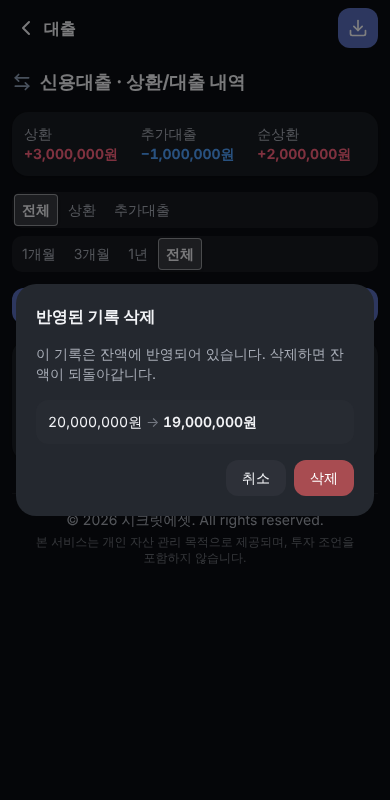 대출
신용대출 · 상환/대출 내역
상환 추가대출 순상환
+3,000,000원 −1,000,000원 +2,000,000원
전체 상환 추가대출
1개월 3개월 1년 전체
반영된 기록 삭제
이 기록은 잔액에 반영되어 있습니다. 삭제하면 잔
액이 되돌아갑니다.
20,000,000원 → 19,000,000원
취소 삭제
© 2026 시크릿에셋. All rights reserved.
본 서비스는 개인 자산 관리 목적으로 제공되며, 투자 조언을
포함하지 않습니다.